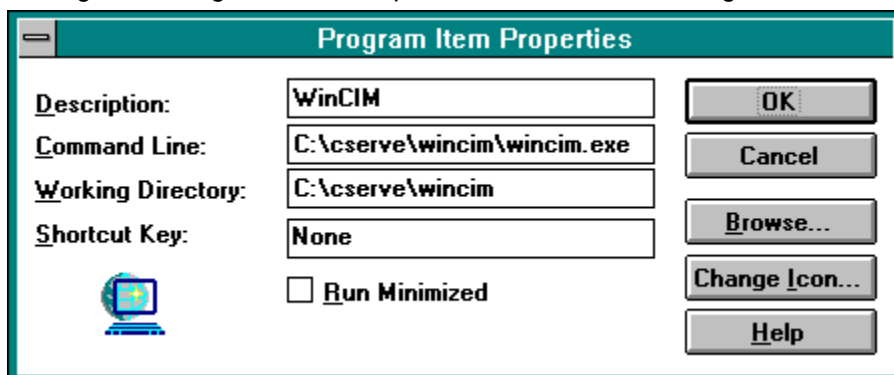 Program Item Properties
Description: WinCIM
Command Line: C:\cserve\wincim\wincim.exe
Working Directory: C:\cserve\wincim
Shortcut Key: None
Run Minimized
OK
Cancel
Browse...
Change Icon...
Help